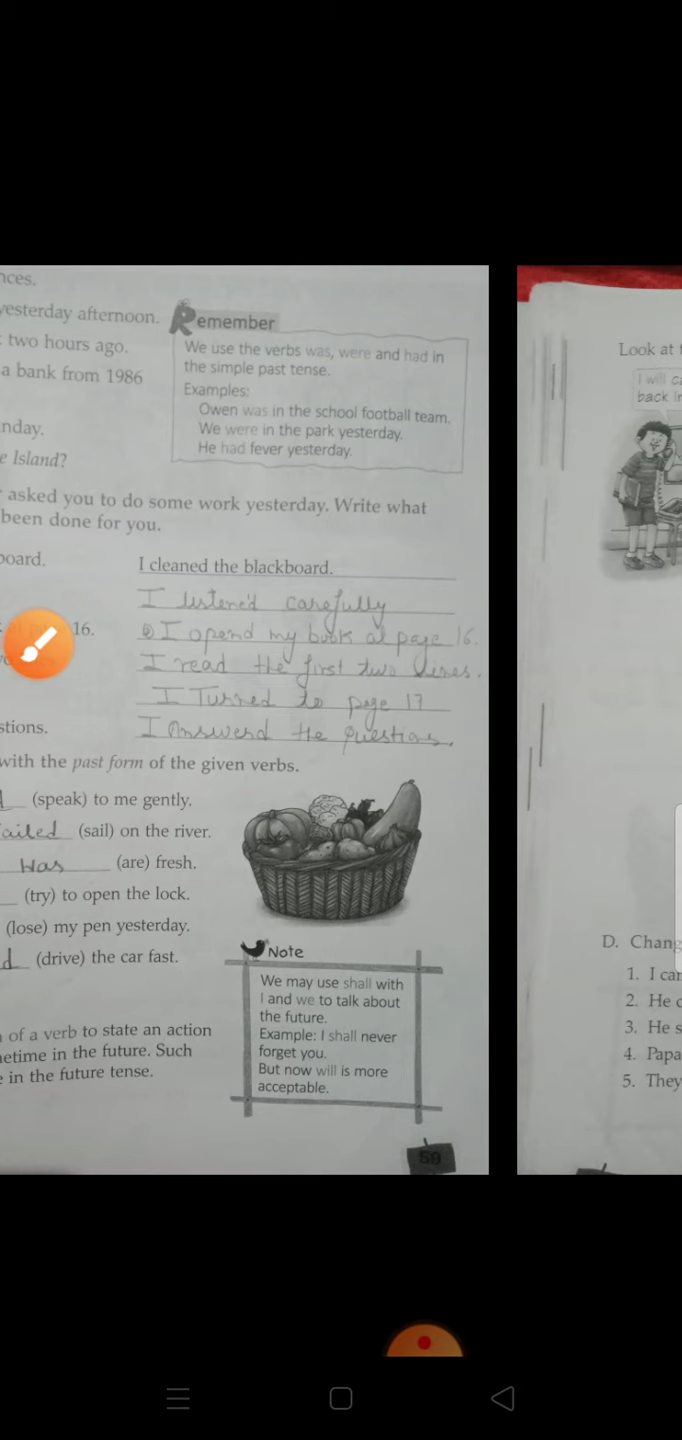 nces.
yesterday afternoon.
two hours ago.
a bank from 1986
nday.
e Island?
Remember
We use the verbs was, were and had in
the simple past tense.
Examples:
Owen was in the school football team.
We were in the park yesterday.
He had fever yesterday.
asked you to do some work yesterday. Write what
been done for you.
board. I cleaned the blackboard.
I listene'd carefully
16. I opend my book at page 16.
I read the first two lines.
I Turned to page 17
stions. I Answerd the questions.
with the past form of the given verbs.
(speak) to me gently.
ailed (sail) on the river.
Was (are) fresh.
(try) to open the lock.
(lose) my pen yesterday.
d (drive) the car fast.
of a verb to state an action
metime in the future. Such
e in the future tense.
Note
We may use shall with
I and we to talk about
the future.
Example: I shall never
forget you.
But now will is more
acceptable.
59
Look at
I will c
back in
D. Chang
1. I can
2. He c
3. He s
4. Papa
5. They